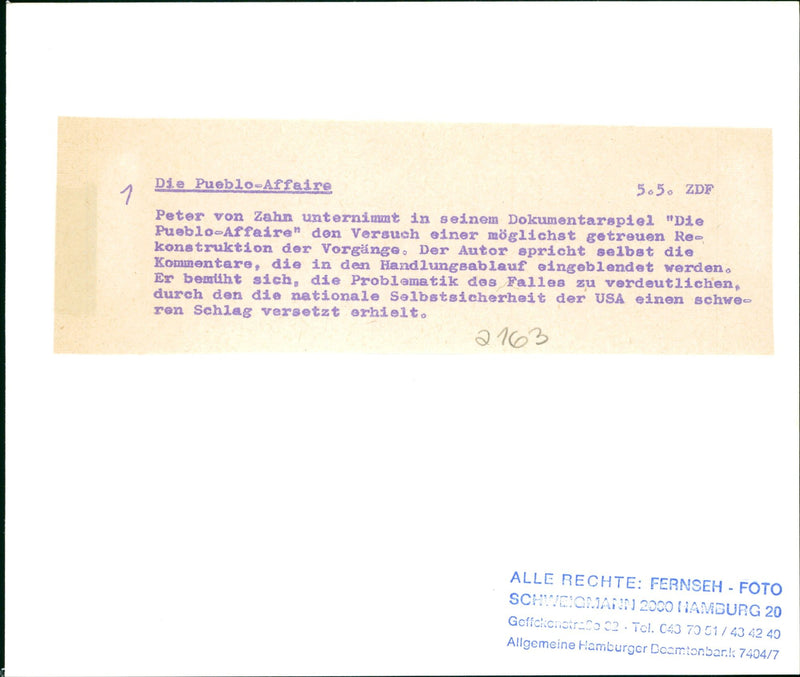 1
Die Pueblo-Affaire 5.5. ZDF
Peter von Zahn unternimmt in seinem Dokumentarspiel "Die
Pueblo-Affaire" den Versuch einer möglichst getreuen Re-
konstruktion der Vorgänge. Der Autor spricht selbst die
Kommentare, die in den Handlungsablauf eingeblendet werden.
Er bemüht sich, die Problematik des Falles zu verdeutlichen,
durch den die nationale Selbstsicherheit der USA einen schwe-
ren Schlag versetzt erhielt.
2163
ALLE RECHTE: FERNSEH - FOTO
SCHWEIGMANN 2000 HAMBURG 20
Geffckenstraße - Tel. 043 70 51 / 43 42 40
Allgemeine Hamburger Beamtenbank 7404/7